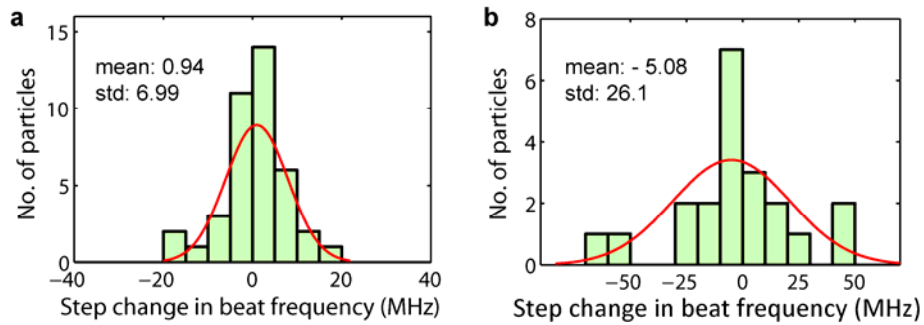 a
15
10
5
0
No. of particles
mean: 0.94
std: 6.99
−40 −20 0 20 40
Step change in beat frequency (MHz)
b
8
6
4
2
0
No. of particles
mean: - 5.08
std: 26.1
−50 −25 0 25 50
Step change in beat frequency (MHz)